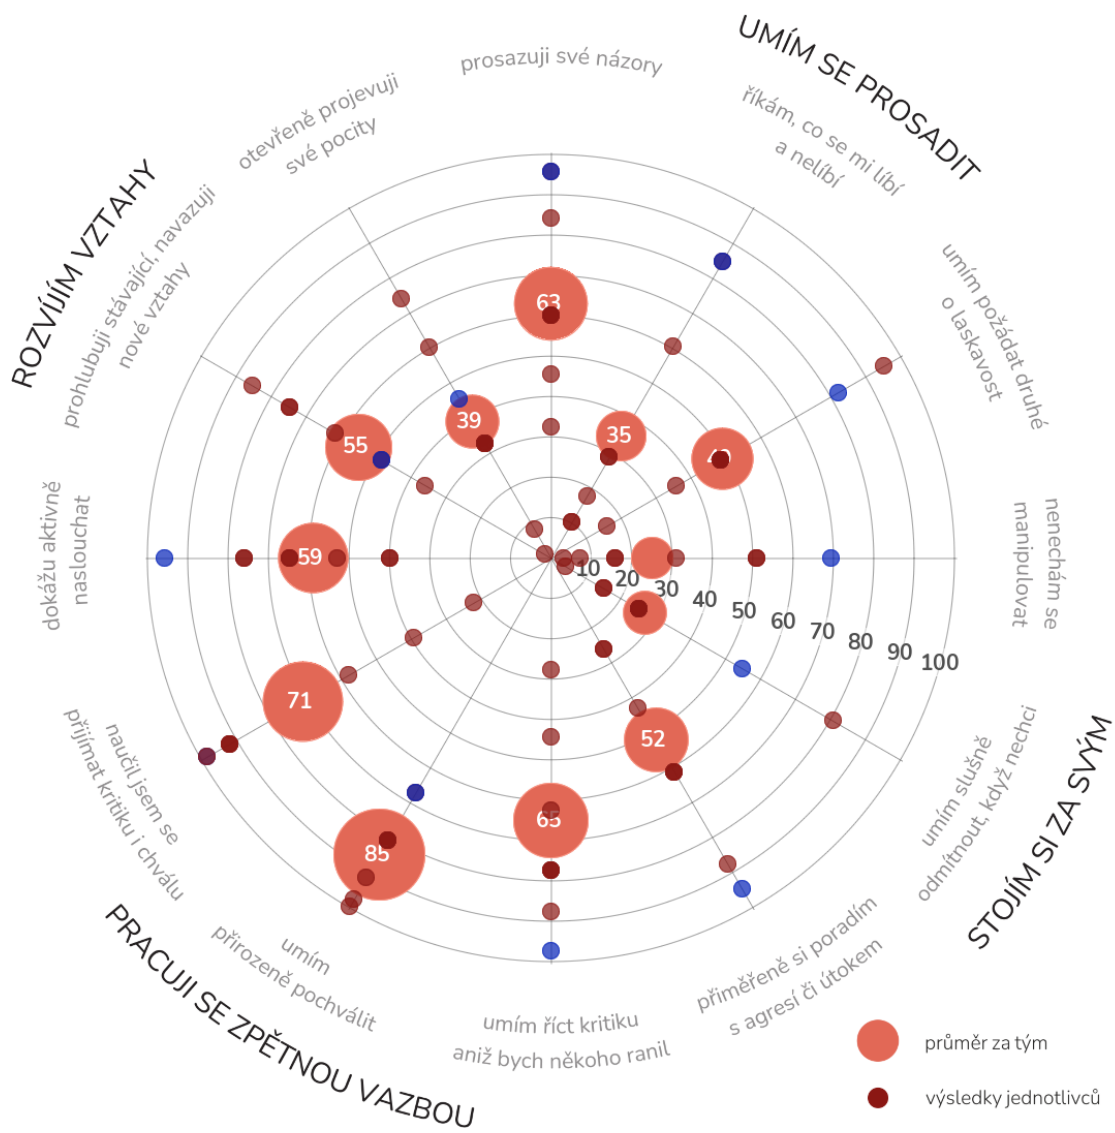 UMÍM SE PROSADIT
prosazuji své názory
říkám, co se mi líbí
a nelíbí
umím požádat druhé
o laskavost
nenechám se
manipulovat
STOJÍM SI ZA SVÝM
umím slušně
odmítnout, když nechci
přiměřeně si poradím
s agresí či útokem
PRACUJI SE ZPĚTNOU VAZBOU
umím říct kritiku
aniž bych někoho ranil
umím
přirozeně pochválit
naučil jsem se
přijímat kritiku i chválu
ROZVÍJÍM VZTAHY
dokážu aktivně
naslouchat
prohlubuji stávající, navazuji
nové vztahy
otevřeně projevuji
své pocity
63
35
39
55
59
71
85
65
52
10
20
30
40
50
60
70
80
90
100
průměr za tým
výsledky jednotlivců